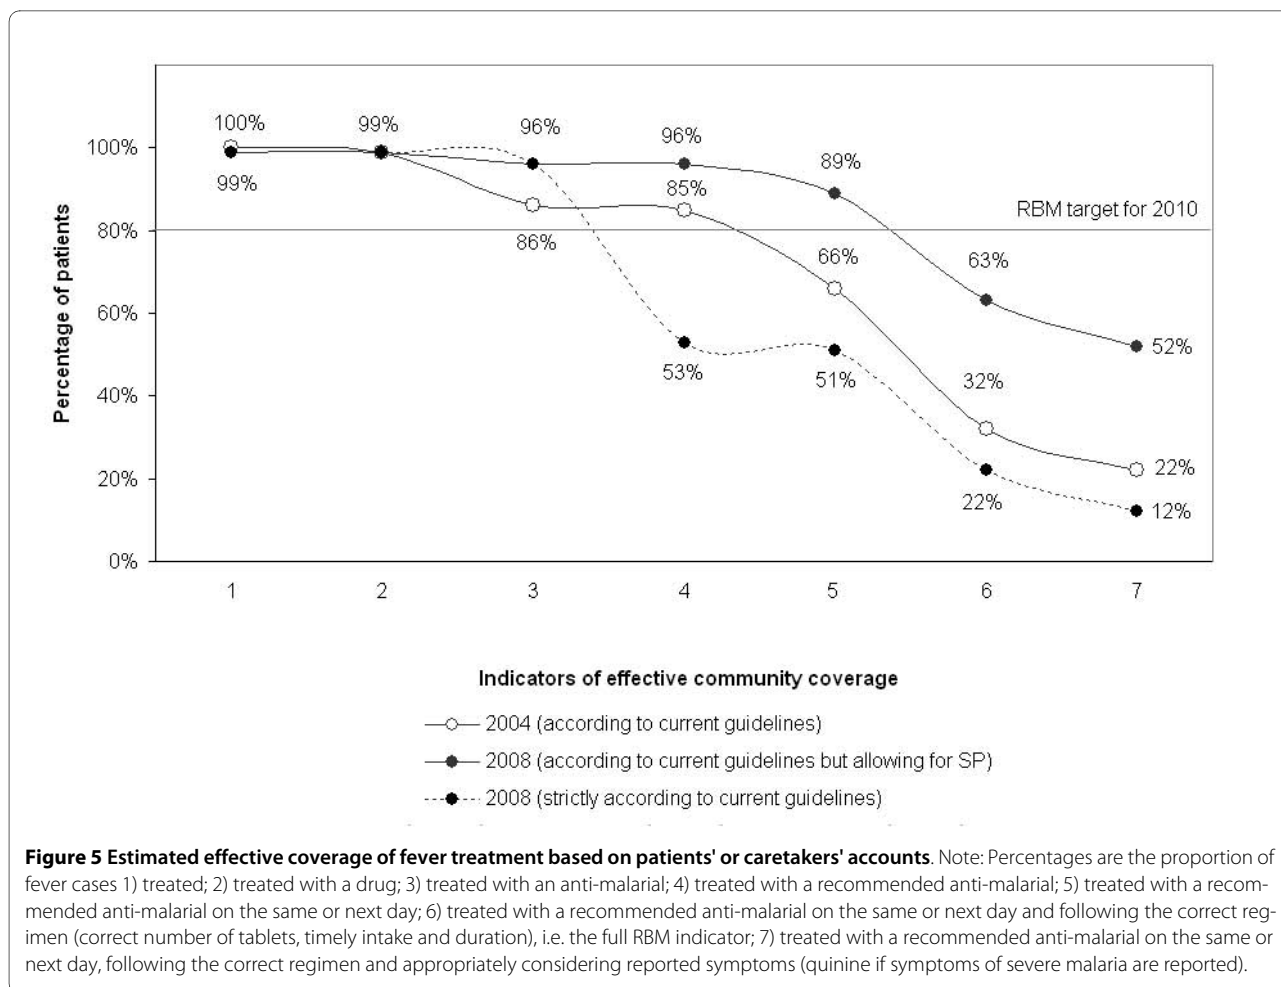 100%
99%
96%
96%
89%
100%
99%
85%
RBM target for 2010
80%
86%
66%
63%
60%
53%
51%
52%
40%
32%
20%
22%
22%
12%
0%
Percentage of patients
1 2 3 4 5 6 7
Indicators of effective community coverage
2004 (according to current guidelines)
2008 (according to current guidelines but allowing for SP)
2008 (strictly according to current guidelines)
Figure 5 Estimated effective coverage of fever treatment based on patients' or caretakers' accounts. Note: Percentages are the proportion of
fever cases 1) treated; 2) treated with a drug; 3) treated with an anti-malarial; 4) treated with a recommended anti-malarial; 5) treated with a recom-
mended anti-malarial on the same or next day; 6) treated with a recommended anti-malarial on the same or next day and following the correct reg-
imen (correct number of tablets, timely intake and duration), i.e. the full RBM indicator; 7) treated with a recommended anti-malarial on the same or
next day, following the correct regimen and appropriately considering reported symptoms (quinine if symptoms of severe malaria are reported).